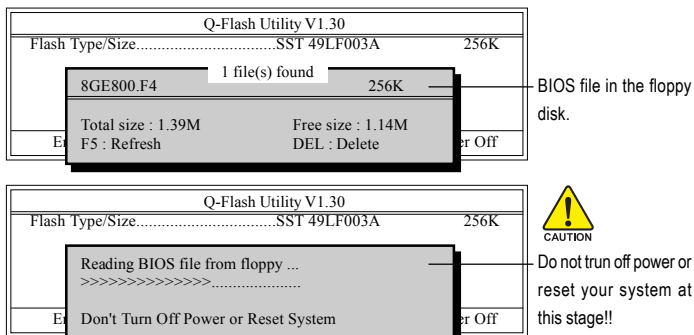 Q-Flash Utility V1.30
Flash Type/Size.................................SST 49LF003A 256K
1 file(s) found
8GE800.F4 256K
BIOS file in the floppy
disk.
Total size : 1.39M Free size : 1.14M
F5 : Refresh DEL : Delete
Off
Q-Flash Utility V1.30
Flash Type/Size.................................SST 49LF003A 256K
CAUTION
Reading BIOS file from floppy ...
>>>>>>>>>>>>>>>.....................
Do not trun off power or
reset your system at
this stage!!
Don't Turn Off Power or Reset System
Off